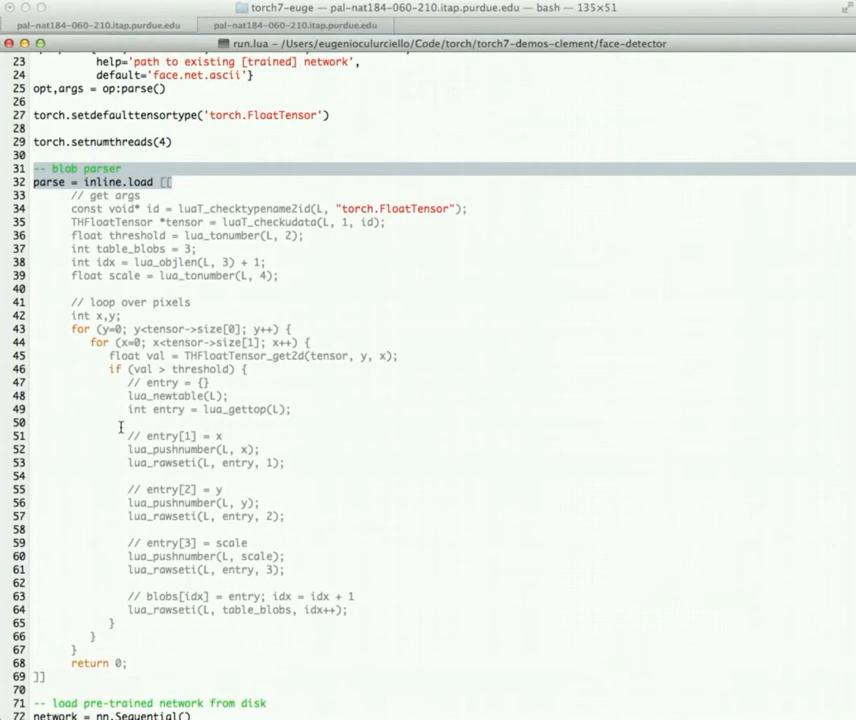 torch7-euge — pal-nat184-060-210.itap.purdue.edu — bash — 135×51
pal-nat184-060-210.itap.purdue.edu pal-nat184-060-210.itap.purdue.edu
run.lua - /Users/eugenioculurciello/Code/torch/torch7-demos-clement/face-detector
23 help='path to existing [trained] network',
24 default='face.net.ascii'}
25 opt,args = op:parse()
26
27 torch.setdefaulttensortype('torch.FloatTensor')
28
29 torch.setnumthreads(4)
30
31 -- blob parser
32 parse = inline.load [[
33 // get args
34 const void* id = luaT_checktypename2id(L, "torch.FloatTensor");
35 THFloatTensor *tensor = luaT_checkudata(L, 1, id);
36 float threshold = lua_tonumber(L, 2);
37 int table_blobs = 3;
38 int idx = lua_objlen(L, 3) + 1;
39 float scale = lua_tonumber(L, 4);
40
41 // loop over pixels
42 int x,y;
43 for (y=0; y<tensor->size[0]; y++) {
44 for (x=0; x<tensor->size[1]; x++) {
45 float val = THFloatTensor_get2d(tensor, y, x);
46 if (val > threshold) {
47 // entry = {}
48 lua_newtable(L);
49 int entry = lua_gettop(L);
50
51 // entry[1] = x
52 lua_pushnumber(L, x);
53 lua_rawseti(L, entry, 1);
54
55 // entry[2] = y
56 lua_pushnumber(L, y);
57 lua_rawseti(L, entry, 2);
58
59 // entry[3] = scale
60 lua_pushnumber(L, scale);
61 lua_rawseti(L, entry, 3);
62
63 // blobs[idx] = entry; idx = idx + 1
64 lua_rawseti(L, table_blobs, idx++);
65 }
66 }
67 }
68 return 0;
69 ]]
70
71 -- load pre-trained network from disk
72 network = nn.Sequential()